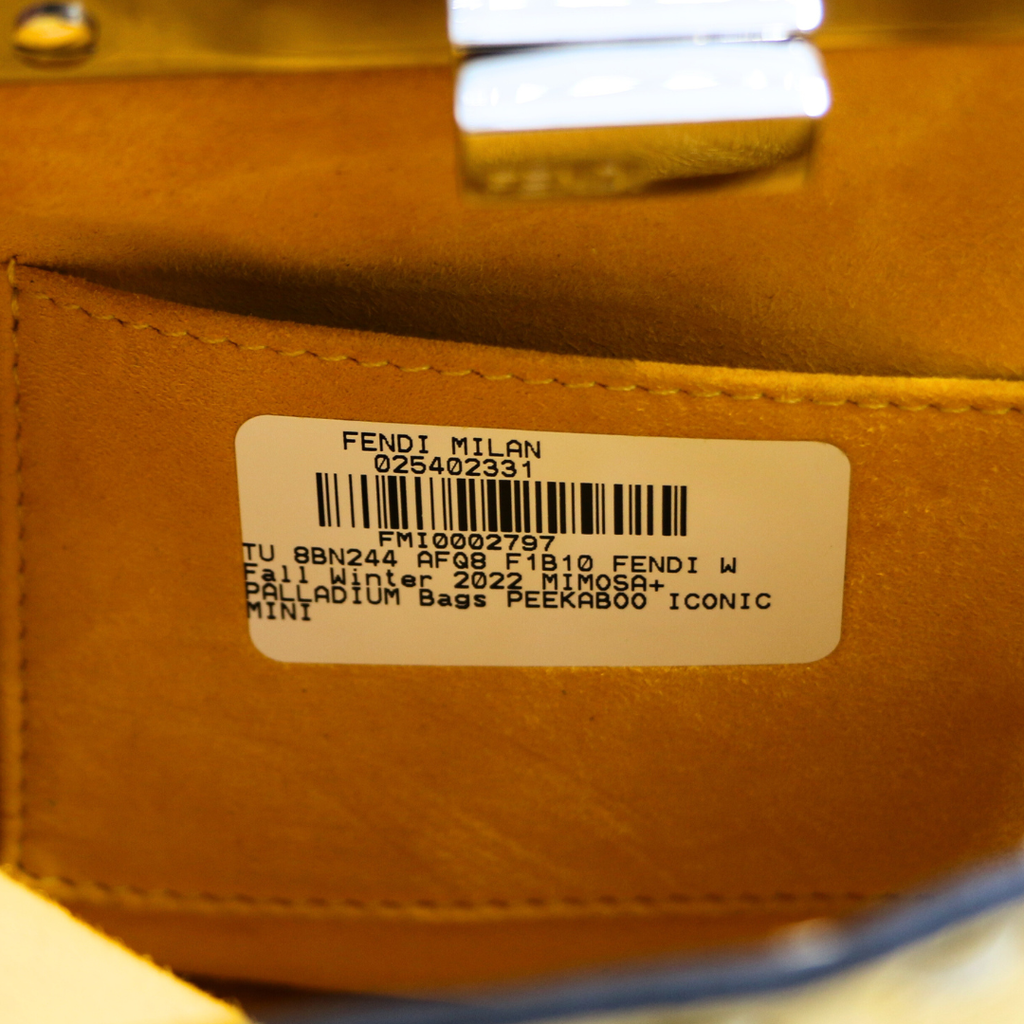 FENDI MILAN
025402331
FMI0002797
TU 8BN244 AFQ8 F1B10 FENDI W
Fall Winter 2022 MIMOSA+
PALLADIUM Bags PEEKABOO ICONIC
MINI